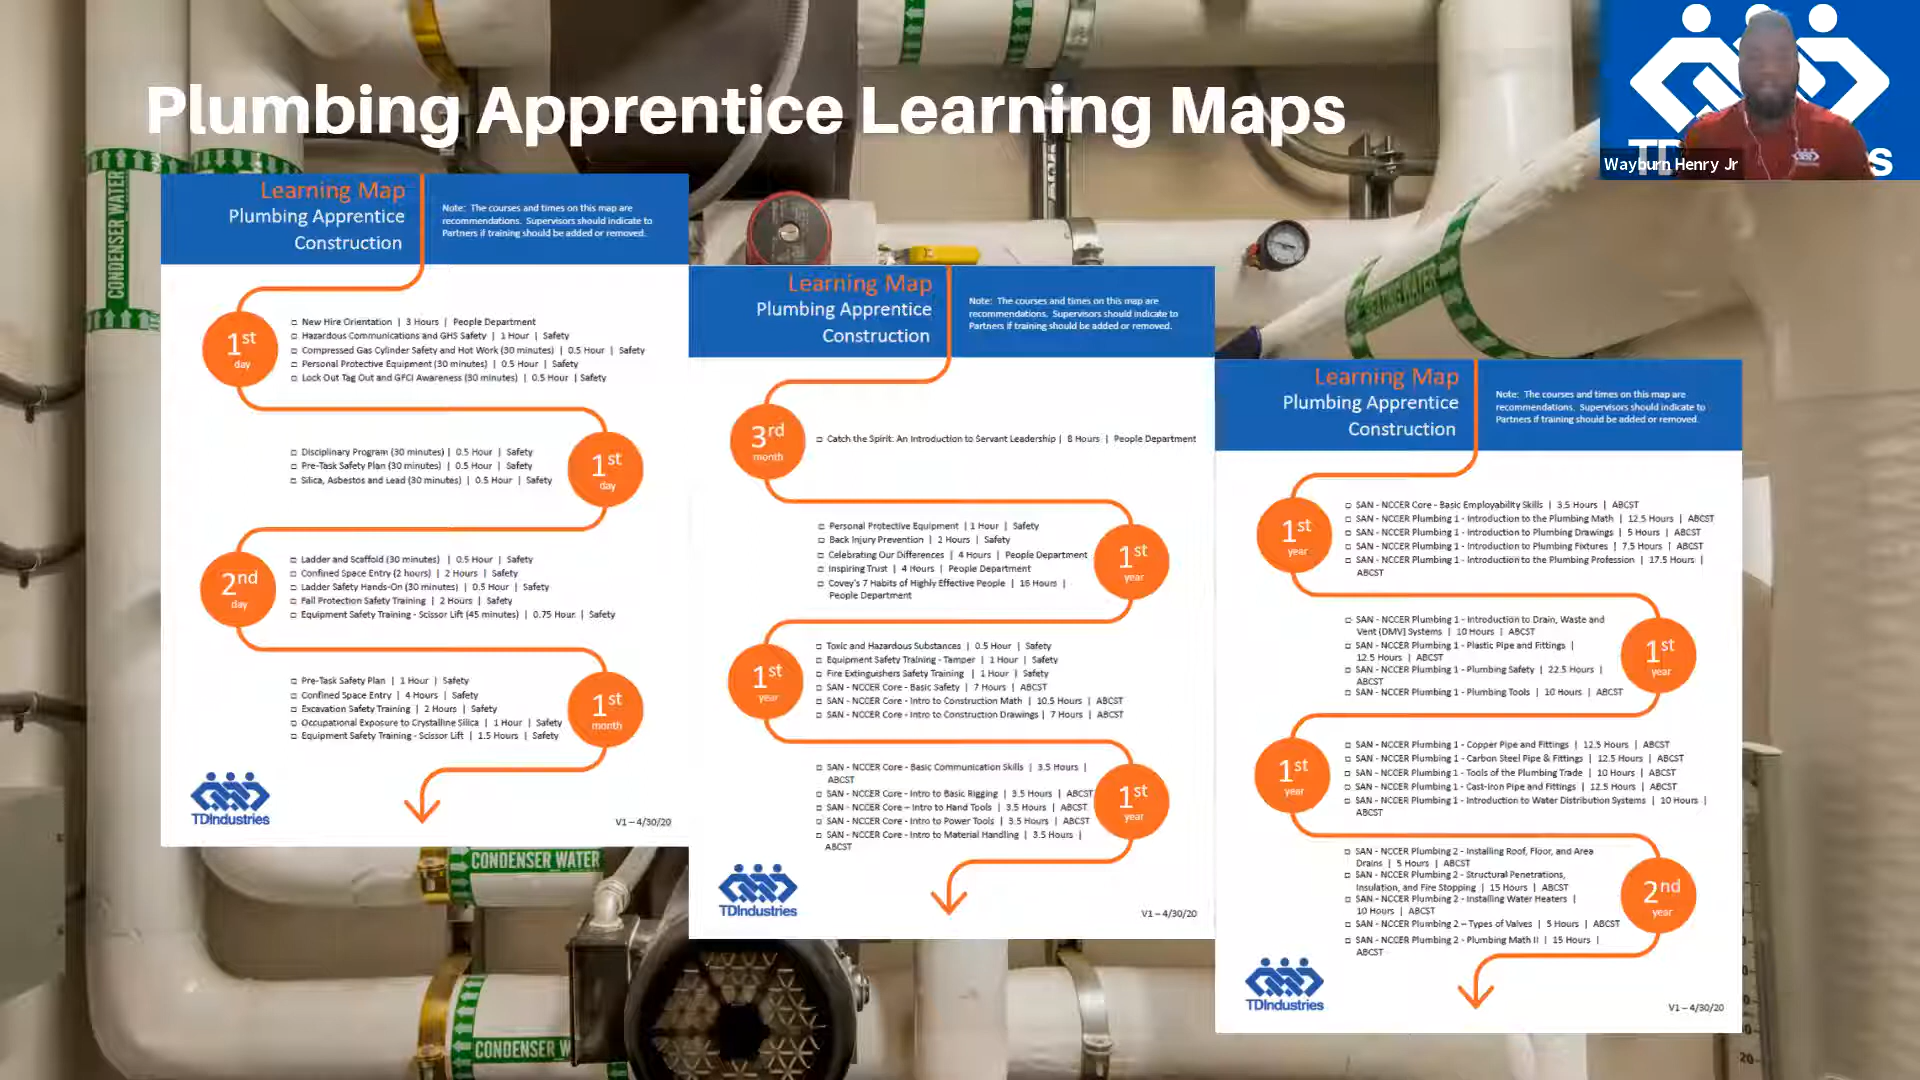 Plumbing Apprentice Learning Maps
Wayburn Henry Jr
Learning Map
Plumbing Apprentice
Construction
Note: The courses and times on this map are
recommendations. Supervisors should indicate to
Partners if training should be added or removed.
1st
day
□ New Hire Orientation | 3 Hours | People Department
□ Hazardous Communications and GHS Safety | 1 Hour | Safety
□ Compressed Gas Cylinder Safety and Hot Work (30 minutes) | 0.5 Hour | Safety
□ Personal Protective Equipment (30 minutes) | 0.5 Hour | Safety
□ Lock Out Tag Out and GFCI Awareness (30 minutes) | 0.5 Hour | Safety
□ Disciplinary Program (30 minutes) | 0.5 Hour | Safety
□ Pre-Task Safety Plan (30 minutes) | 0.5 Hour | Safety
□ Silica, Asbestos and Lead (30 minutes) | 0.5 Hour | Safety
1st
day
2nd
day
□ Ladder and Scaffold (30 minutes) | 0.5 Hour | Safety
□ Confined Space Entry (2 hours) | 2 Hours | Safety
□ Ladder Safety Hands-On (30 minutes) | 0.5 Hour | Safety
□ Fall Protection Safety Training | 2 Hours | Safety
□ Equipment Safety Training - Scissor Lift (45 minutes) | 0.75 Hour | Safety
□ Pre-Task Safety Plan | 1 Hour | Safety
□ Confined Space Entry | 4 Hours | Safety
□ Excavation Safety Training | 2 Hours | Safety
□ Occupational Exposure to Crystalline Silica | 1 Hour | Safety
□ Equipment Safety Training - Scissor Lift | 1.5 Hours | Safety
1st
month
TDIndustries
V1 – 4/30/20
Learning Map
Plumbing Apprentice
Construction
Note: The courses and times on this map are
recommendations. Supervisors should indicate to
Partners if training should be added or removed.
3rd
month
□ Catch the Spirit: An Introduction to Servant Leadership | 8 Hours | People Department
□ Personal Protective Equipment | 1 Hour | Safety
□ Back Injury Prevention | 2 Hours | Safety
□ Celebrating Our Differences | 4 Hours | People Department
□ Inspiring Trust | 4 Hours | People Department
□ Covey's 7 Habits of Highly Effective People | 16 Hours |
People Department
1st
year
1st
year
□ Toxic and Hazardous Substances | 0.5 Hour | Safety
□ Equipment Safety Training - Tamper | 1 Hour | Safety
□ Fire Extinguishers Safety Training | 1 Hour | Safety
□ SAN - NCCER Core - Basic Safety | 7 Hours | ABCST
□ SAN - NCCER Core - Intro to Construction Math | 10.5 Hours | ABCST
□ SAN - NCCER Core - Intro to Construction Drawings | 7 Hours | ABCST
□ SAN - NCCER Core - Basic Communication Skills | 3.5 Hours |
ABCST
□ SAN - NCCER Core - Intro to Basic Rigging | 3.5 Hours | ABCST
□ SAN - NCCER Core – Intro to Hand Tools | 3.5 Hours | ABCST
□ SAN - NCCER Core - Intro to Power Tools | 3.5 Hours | ABCST
□ SAN - NCCER Core - Intro to Material Handling | 3.5 Hours |
ABCST
1st
year
TDIndustries
V1 – 4/30/20
Learning Map
Plumbing Apprentice
Construction
Note: The courses and times on this map are
recommendations. Supervisors should indicate to
Partners if training should be added or removed.
1st
year
□ SAN - NCCER Core - Basic Employability Skills | 3.5 Hours | ABCST
□ SAN - NCCER Plumbing 1 - Introduction to the Plumbing Math | 12.5 Hours | ABCST
□ SAN - NCCER Plumbing 1 - Introduction to Plumbing Drawings | 5 Hours | ABCST
□ SAN - NCCER Plumbing 1 - Introduction to Plumbing Fixtures | 7.5 Hours | ABCST
□ SAN - NCCER Plumbing 1 - Introduction to the Plumbing Profession | 17.5 Hours |
ABCST
□ SAN - NCCER Plumbing 1 - Introduction to Drain, Waste and
Vent (DMV) Systems | 10 Hours | ABCST
□ SAN - NCCER Plumbing 1 - Plastic Pipe and Fittings |
12.5 Hours | ABCST
□ SAN - NCCER Plumbing 1 - Plumbing Safety | 22.5 Hours |
ABCST
□ SAN - NCCER Plumbing 1 - Plumbing Tools | 10 Hours | ABCST
1st
year
1st
year
□ SAN - NCCER Plumbing 1 - Copper Pipe and Fittings | 12.5 Hours | ABCST
□ SAN - NCCER Plumbing 1 - Carbon Steel Pipe & Fittings | 12.5 Hours | ABCST
□ SAN - NCCER Plumbing 1 - Tools of the Plumbing Trade | 10 Hours | ABCST
□ SAN - NCCER Plumbing 1 - Cast-Iron Pipe and Fittings | 12.5 Hours | ABCST
□ SAN - NCCER Plumbing 1 - Introduction to Water Distribution Systems | 10 Hours |
ABCST
□ SAN - NCCER Plumbing 2 - Installing Roof, Floor, and Area
Drains | 5 Hours | ABCST
□ SAN - NCCER Plumbing 2 - Structural Penetrations,
Insulation, and Fire Stopping | 15 Hours | ABCST
□ SAN - NCCER Plumbing 2 - Installing Water Heaters |
10 Hours | ABCST
□ SAN - NCCER Plumbing 2 – Types of Valves | 5 Hours | ABCST
□ SAN - NCCER Plumbing 2 - Plumbing Math II | 15 Hours |
ABCST
2nd
year
TDIndustries
V1 – 4/30/20
CONDENSER WATER
CONDENSER WATER
CONDENSER W